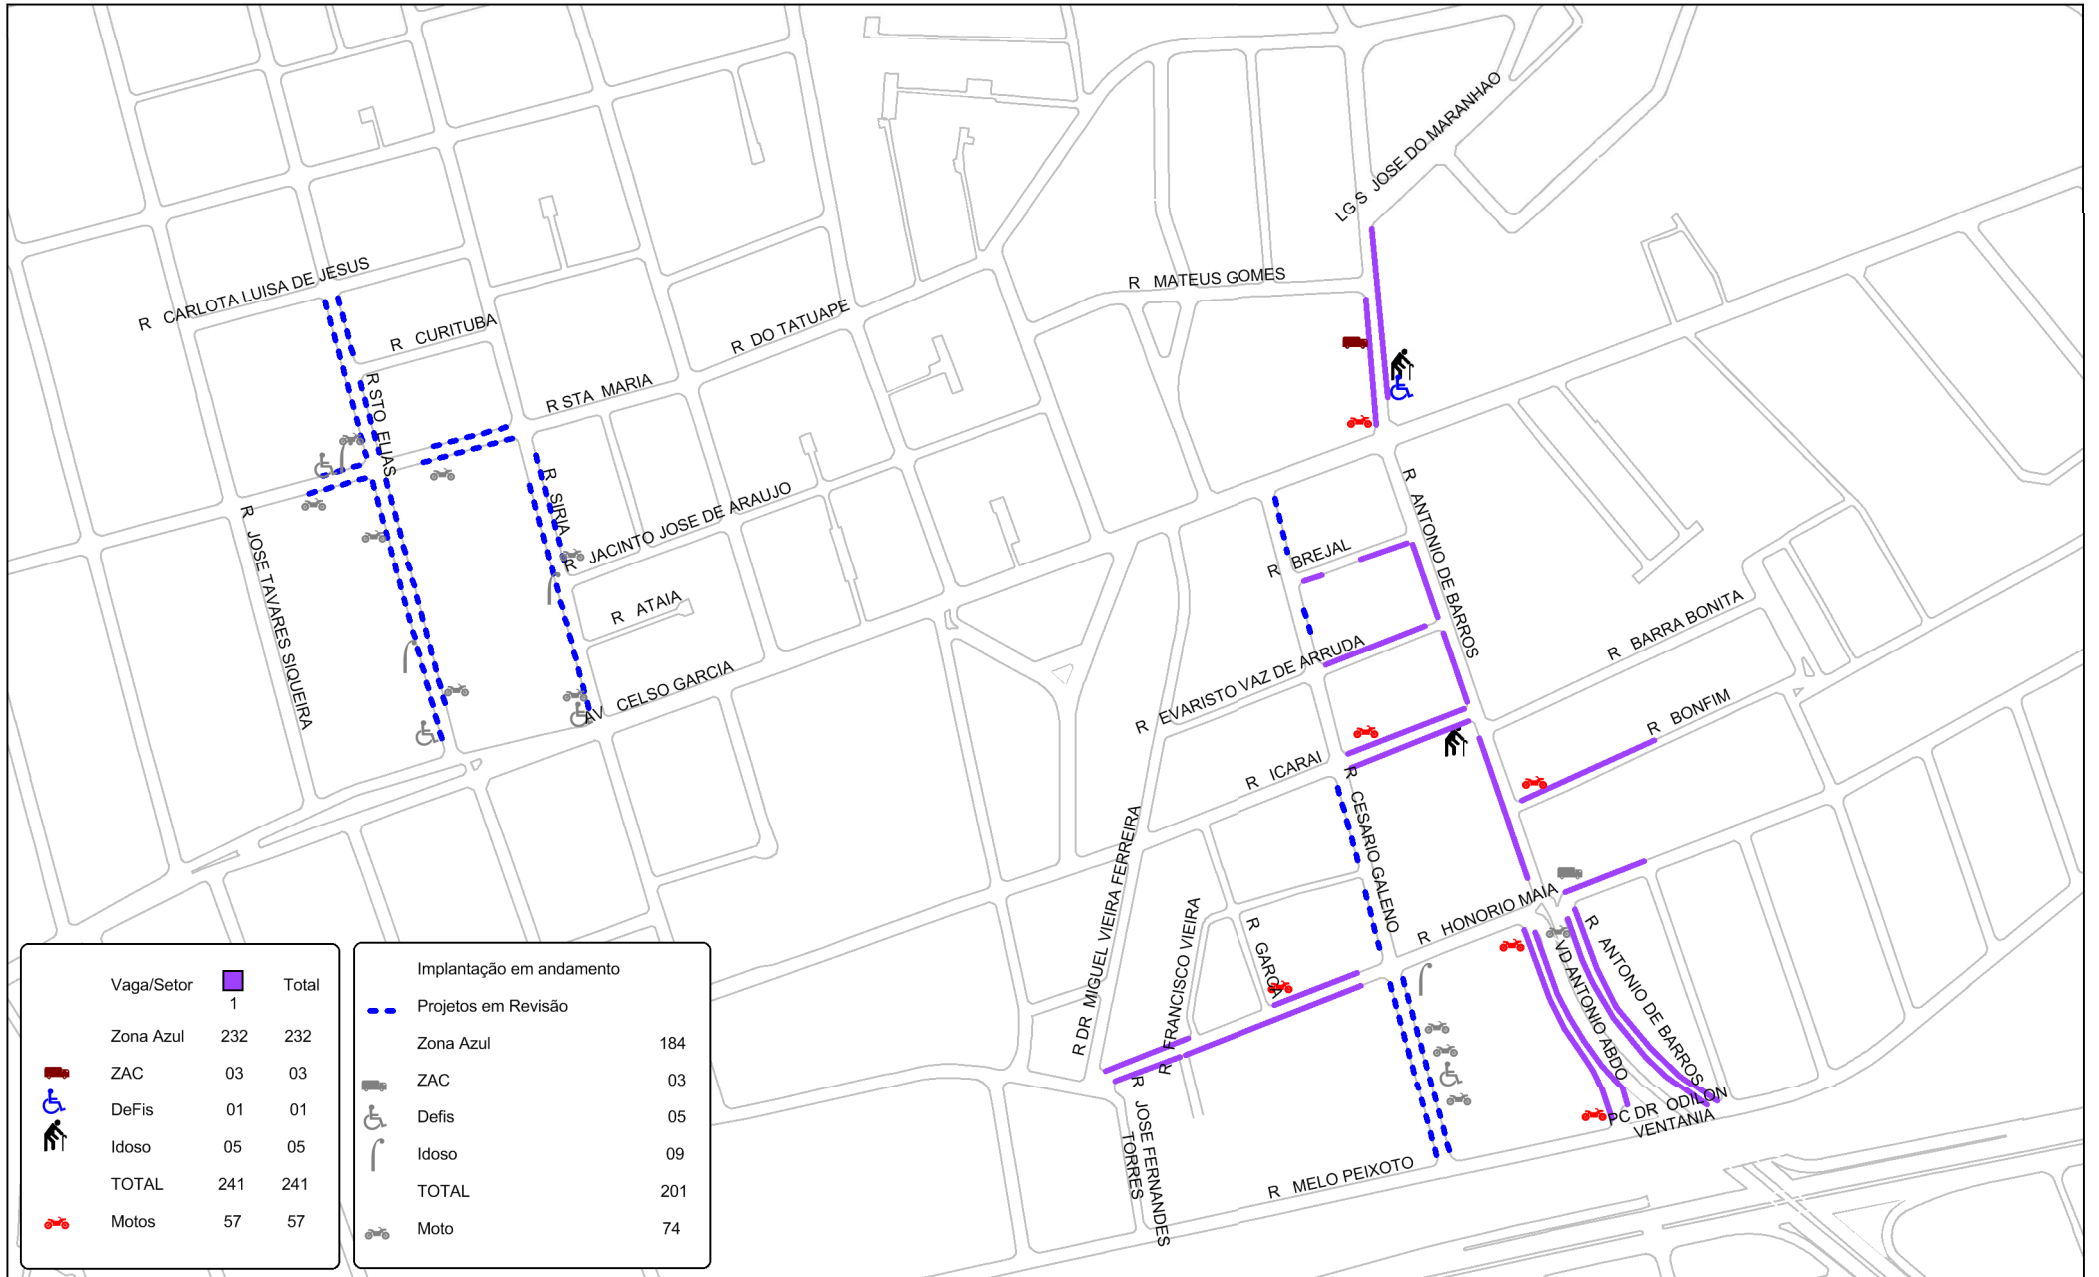 LG S JOSE DO MARANHAO
R CARLOTA LUISA DE JESUS
R CURITUBA
R DO TATUAPE
R MATEUS GOMES
R STA MARIA
R STO ELIAS
R SIRIA
R JACINTO JOSE DE ARAUJO
R ATAIA
R JOSE TAVARES SIQUEIRA
AV CELSO GARCIA
R BREJAL
R ANTONIO DE BARROS
R EVARISTO VAZ DE ARRUDA
R BARRA BONITA
R BONFIM
R ICARAI
R CESARIO GALENO
R HONORIO MAIA
R DR MIGUEL VIEIRA FERREIRA
R FRANCISCO VIEIRA
R GARCA
VD ANTONIO ABDO
R ANTONIO DE BARROS
PC DR ODILON
VENTANIA
R JOSE FERNANDES
TORRES
R MELO PEIXOTO
Vaga/Setor 1 Total
Zona Azul 232 232
ZAC 03 03
DeFis 01 01
Idoso 05 05
TOTAL 241 241
Motos 57 57
Implantação em andamento
Projetos em Revisão
Zona Azul 184
ZAC 03
Defis 05
Idoso 09
TOTAL 201
Moto 74